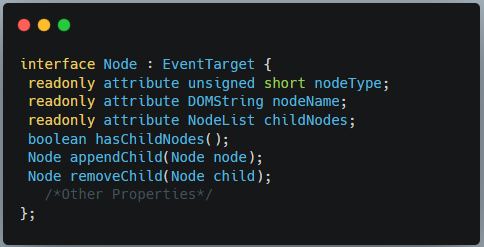 interface Node : EventTarget {
readonly attribute unsigned short nodeType;
readonly attribute DOMString nodeName;
readonly attribute NodeList childNodes;
boolean hasChildNodes();
Node appendChild(Node node);
Node removeChild(Node child);
/*Other Properties*/
};